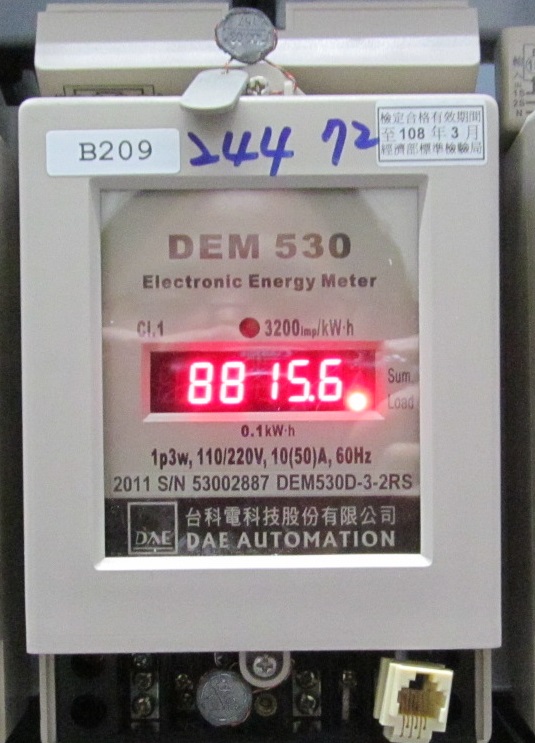 B209
244 72
檢定合格有效期間
至 108 年 3 月
經濟部標準檢驗局
DEM 530
Electronic Energy Meter
Cl.1
3200imp/kW·h
8815.6
Sum.
Load
0.1kW·h
1p3w, 110/220V, 10(50)A, 60Hz
2011 S/N 53002887 DEM530D-3-2RS
DAE
台科電科技股份有限公司
DAE AUTOMATION